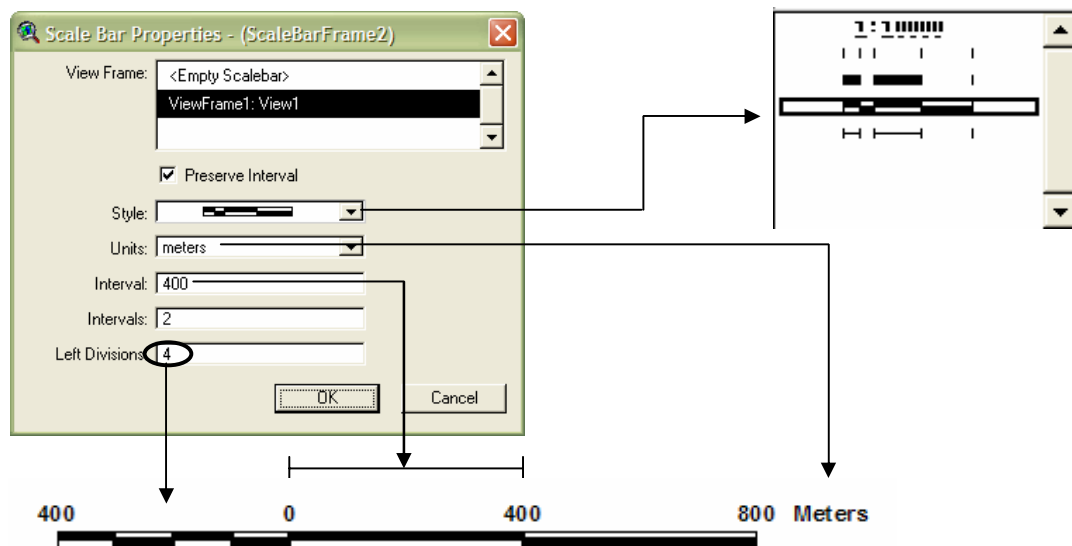 Scale Bar Properties - (ScaleBarFrame2)
View Frame:
<Empty Scalebar>
ViewFrame1: View1
Preserve Interval
Style:
Units: meters
Interval: 400
Intervals: 2
Left Divisions 4
OK Cancel
400 0 400 800 Meters